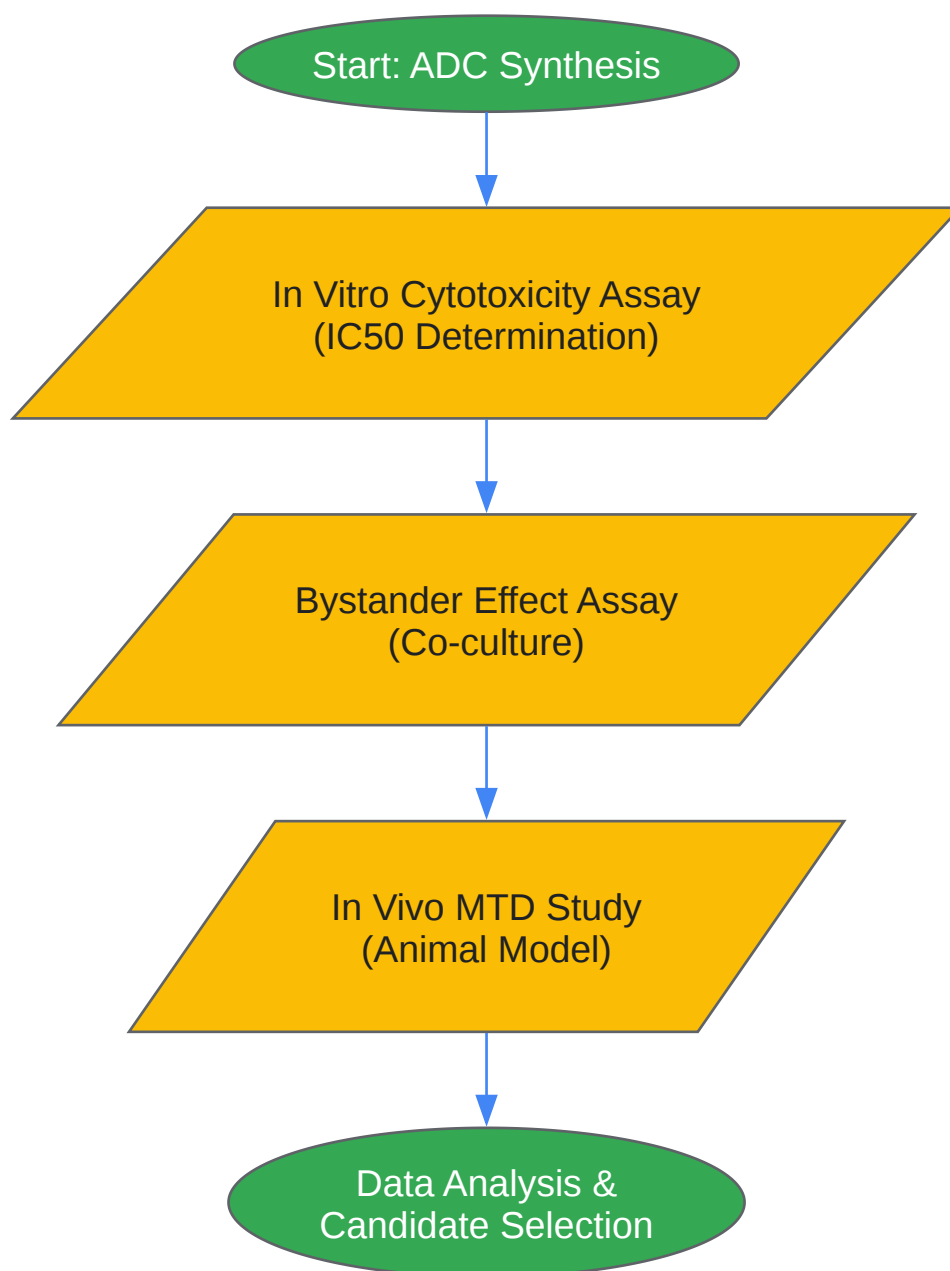 Start: ADC Synthesis
In Vitro Cytotoxicity Assay
(IC50 Determination)
Bystander Effect Assay
(Co-culture)
In Vivo MTD Study
(Animal Model)
Data Analysis &
Candidate Selection